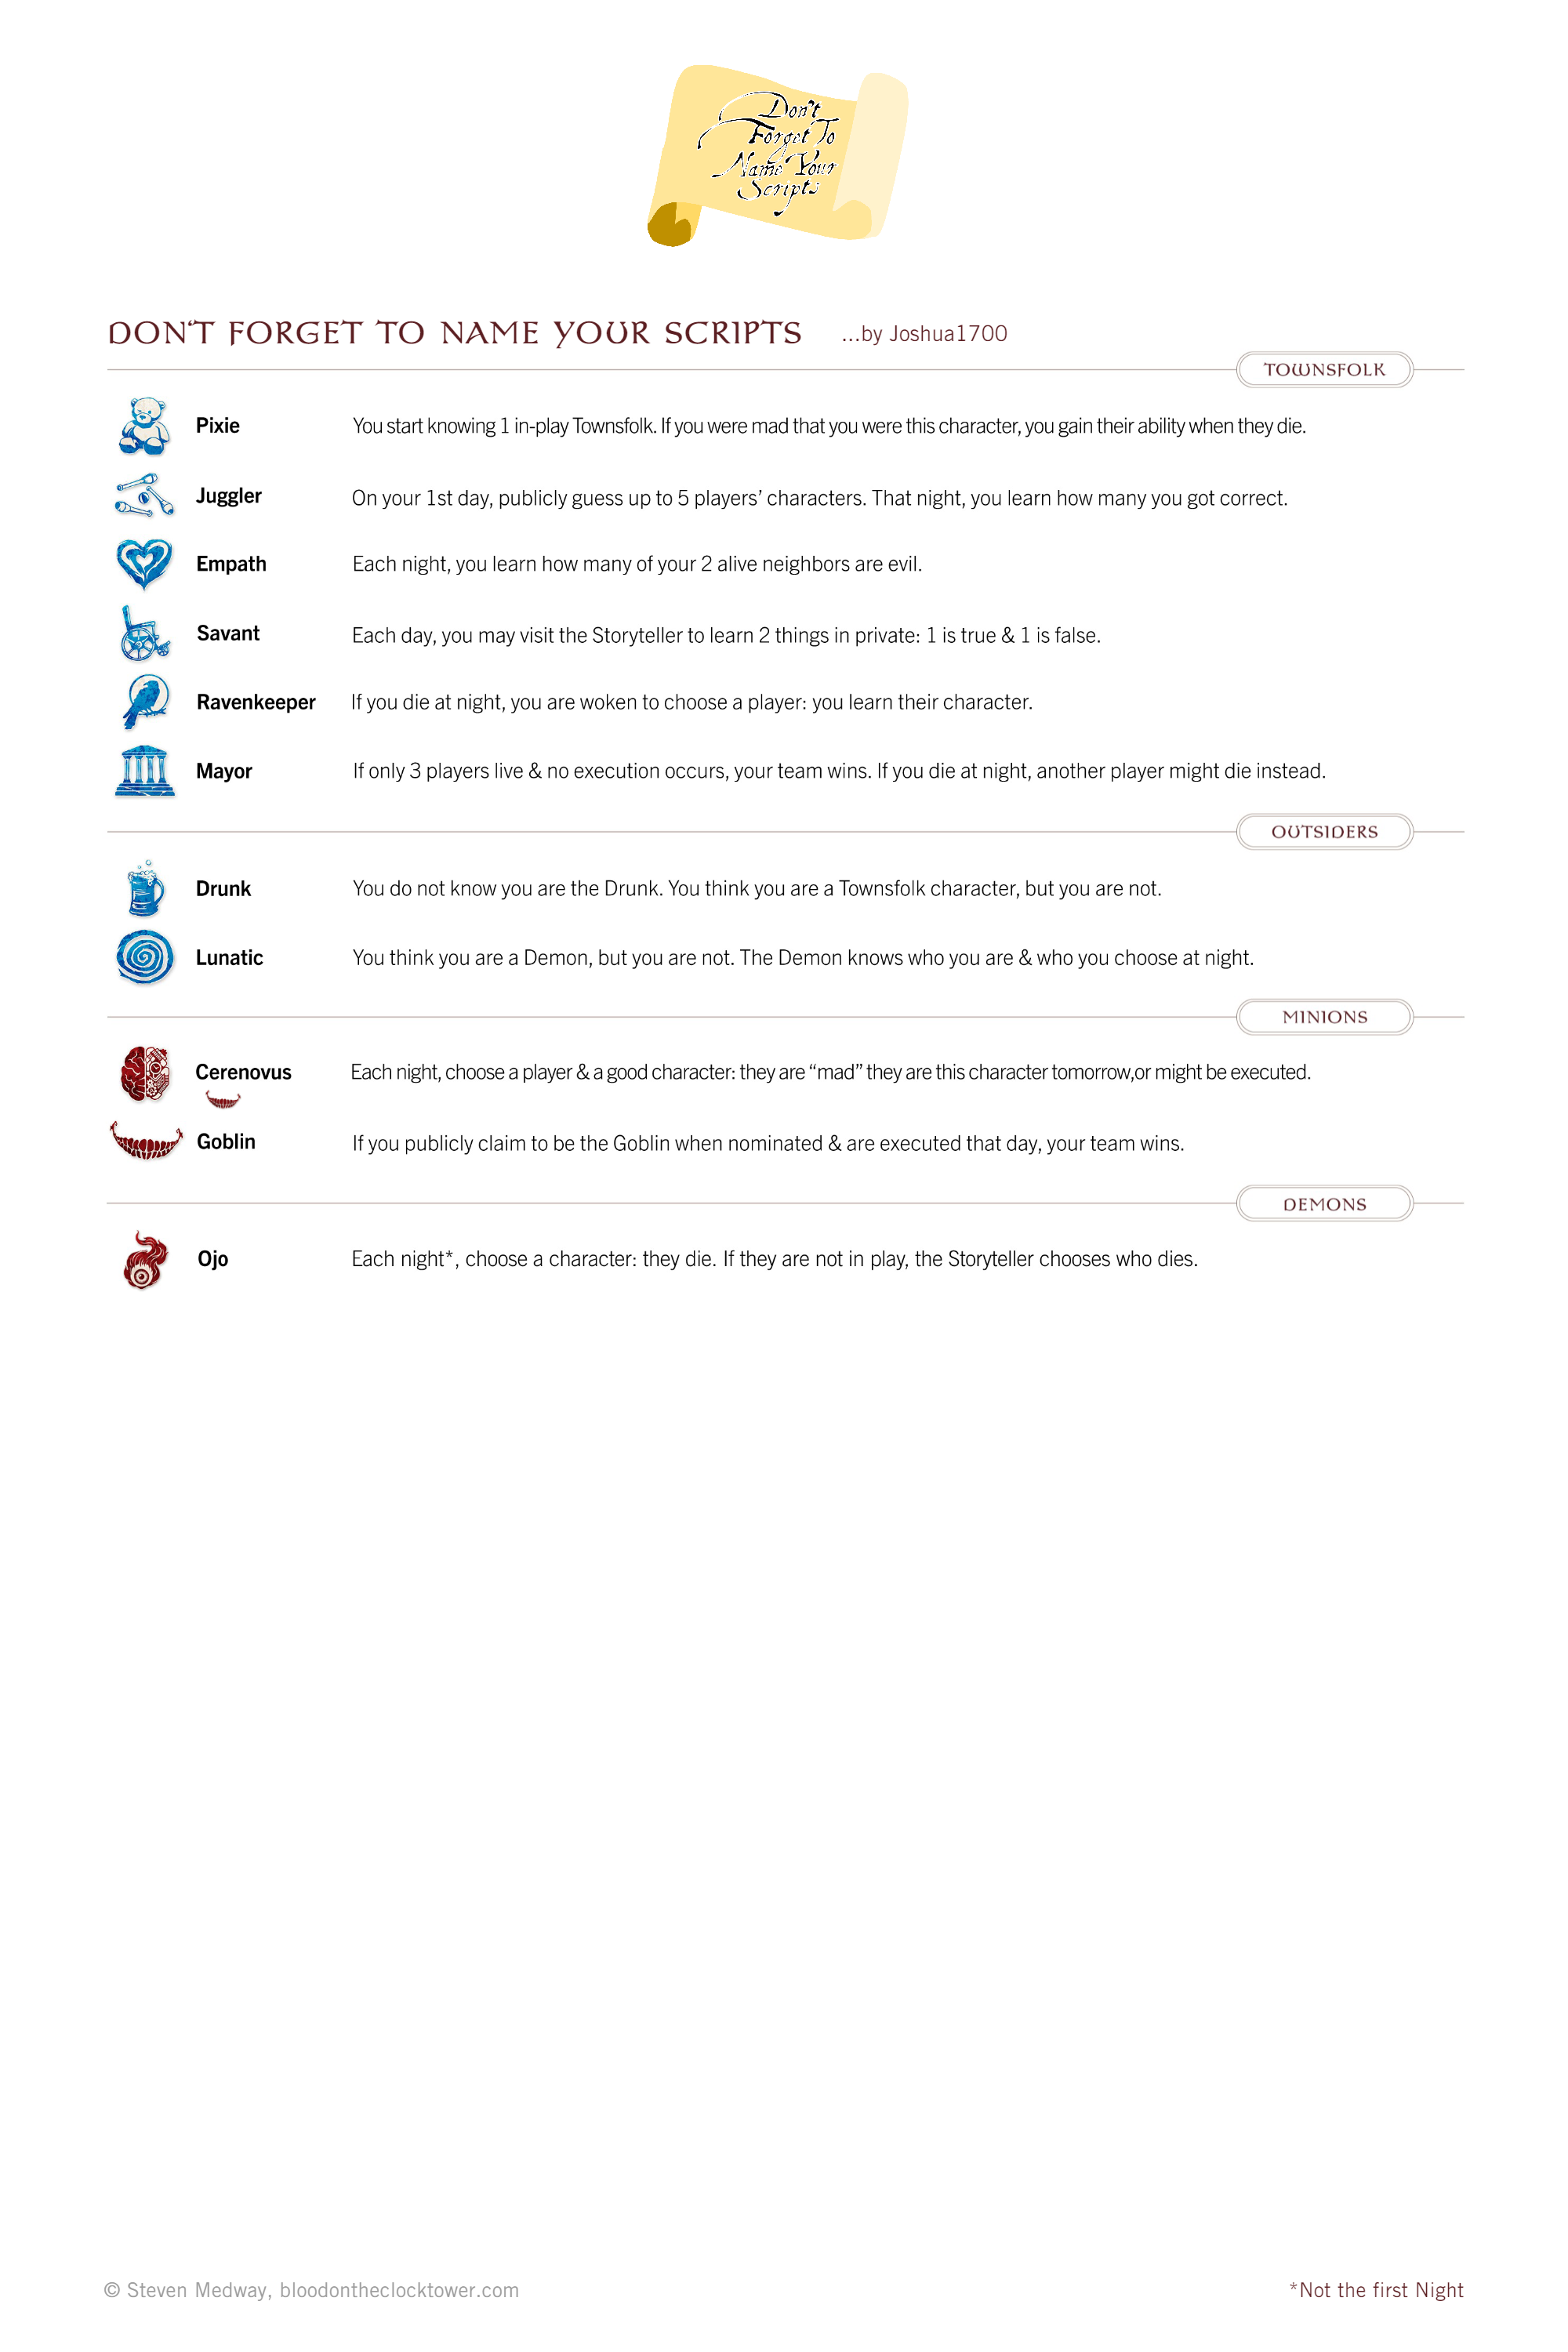 Don't
Forget To
Name Your
Scripts
DON'T FORGET TO NAME YOUR SCRIPTS ...by Joshua1700
TOWNSFOLK
Pixie You start knowing 1 in-play Townsfolk. If you were mad that you were this character, you gain their ability when they die.
Juggler On your 1st day, publicly guess up to 5 players’ characters. That night, you learn how many you got correct.
Empath Each night, you learn how many of your 2 alive neighbors are evil.
Savant Each day, you may visit the Storyteller to learn 2 things in private: 1 is true & 1 is false.
Ravenkeeper If you die at night, you are woken to choose a player: you learn their character.
Mayor If only 3 players live & no execution occurs, your team wins. If you die at night, another player might die instead.
OUTSIDERS
Drunk You do not know you are the Drunk. You think you are a Townsfolk character, but you are not.
Lunatic You think you are a Demon, but you are not. The Demon knows who you are & who you choose at night.
MINIONS
Cerenovus Each night, choose a player & a good character: they are “mad” they are this character tomorrow,or might be executed.
Goblin If you publicly claim to be the Goblin when nominated & are executed that day, your team wins.
DEMONS
Ojo Each night*, choose a character: they die. If they are not in play, the Storyteller chooses who dies.
© Steven Medway, bloodontheclocktower.com *Not the first Night